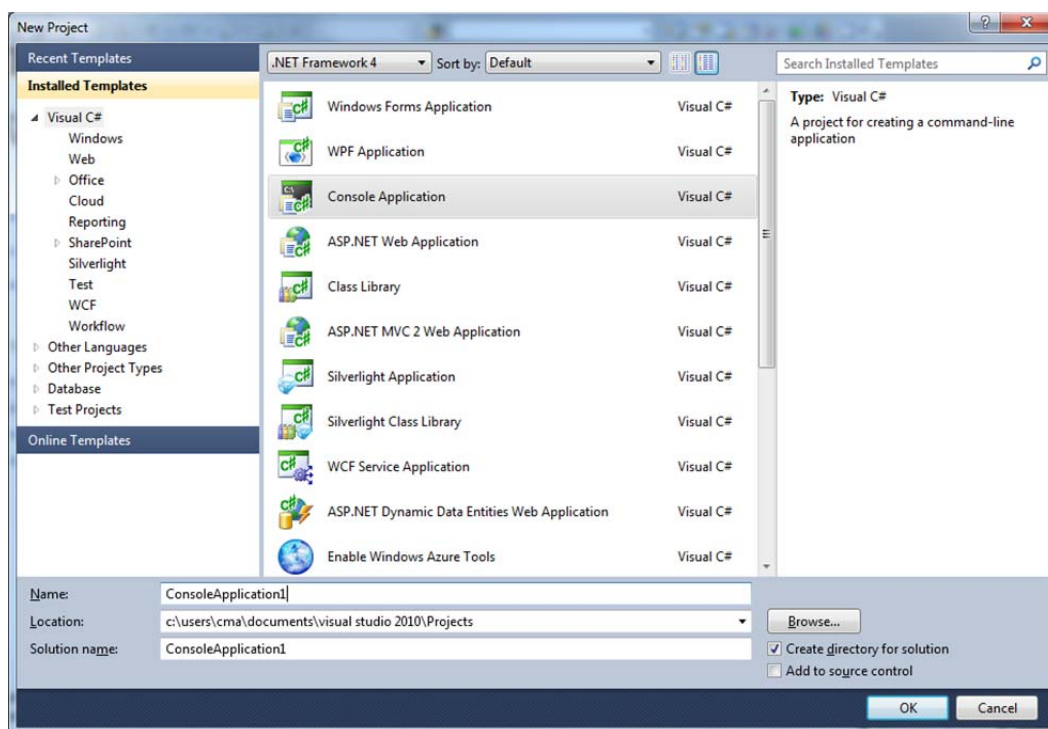 New Project
Recent Templates
Installed Templates
Visual C#
Windows
Web
Office
Cloud
Reporting
SharePoint
Silverlight
Test
WCF
Workflow
Other Languages
Other Project Types
Database
Test Projects
Online Templates
.NET Framework 4 Sort by: Default
Windows Forms Application Visual C#
WPF Application Visual C#
Console Application Visual C#
ASP.NET Web Application Visual C#
Class Library Visual C#
ASP.NET MVC 2 Web Application Visual C#
Silverlight Application Visual C#
Silverlight Class Library Visual C#
WCF Service Application Visual C#
ASP.NET Dynamic Data Entities Web Application Visual C#
Enable Windows Azure Tools Visual C#
Search Installed Templates
Type: Visual C#
A project for creating a command-line
application
Name: ConsoleApplication1
Location: c:\users\cma\documents\visual studio 2010\Projects Browse...
Solution name: ConsoleApplication1
Create directory for solution
Add to source control
OK Cancel